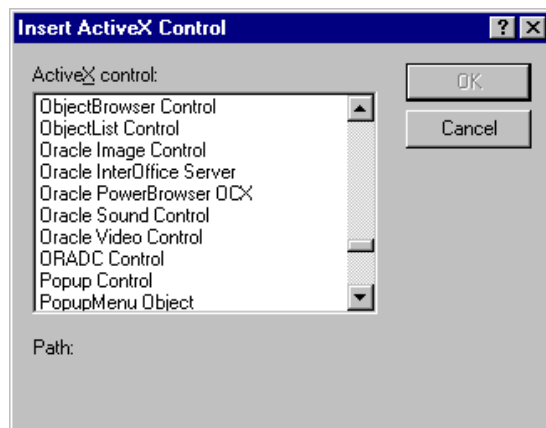 Insert ActiveX Control
ActiveX control:
ObjectBrowser Control
ObjectList Control
Oracle Image Control
Oracle InterOffice Server
Oracle PowerBrowser OCX
Oracle Sound Control
Oracle Video Control
ORADC Control
Popup Control
PopupMenu Object
OK
Cancel
Path: